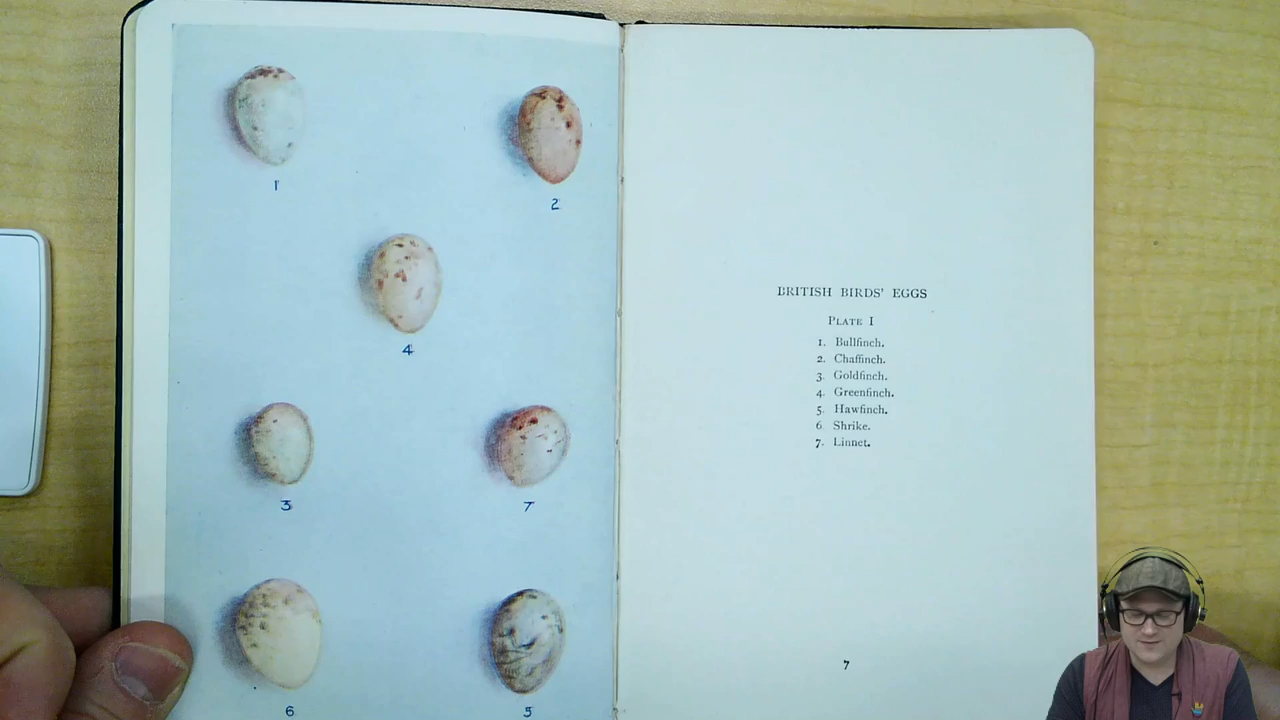 1
2
4
3
7
6
5
BRITISH BIRDS' EGGS
PLATE I
1. Bullfinch.
2. Chaffinch.
3. Goldfinch.
4. Greenfinch.
5. Hawfinch.
6. Shrike.
7. Linnet.
7